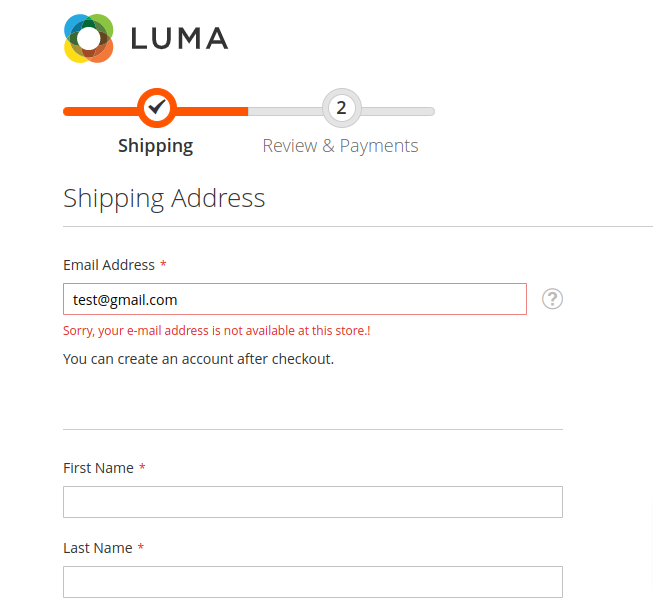 LUMA
2
Shipping
Review & Payments
Shipping Address
Email Address *
test@gmail.com
?
Sorry, your e-mail address is not available at this store.!
You can create an account after checkout.
First Name *
Last Name *